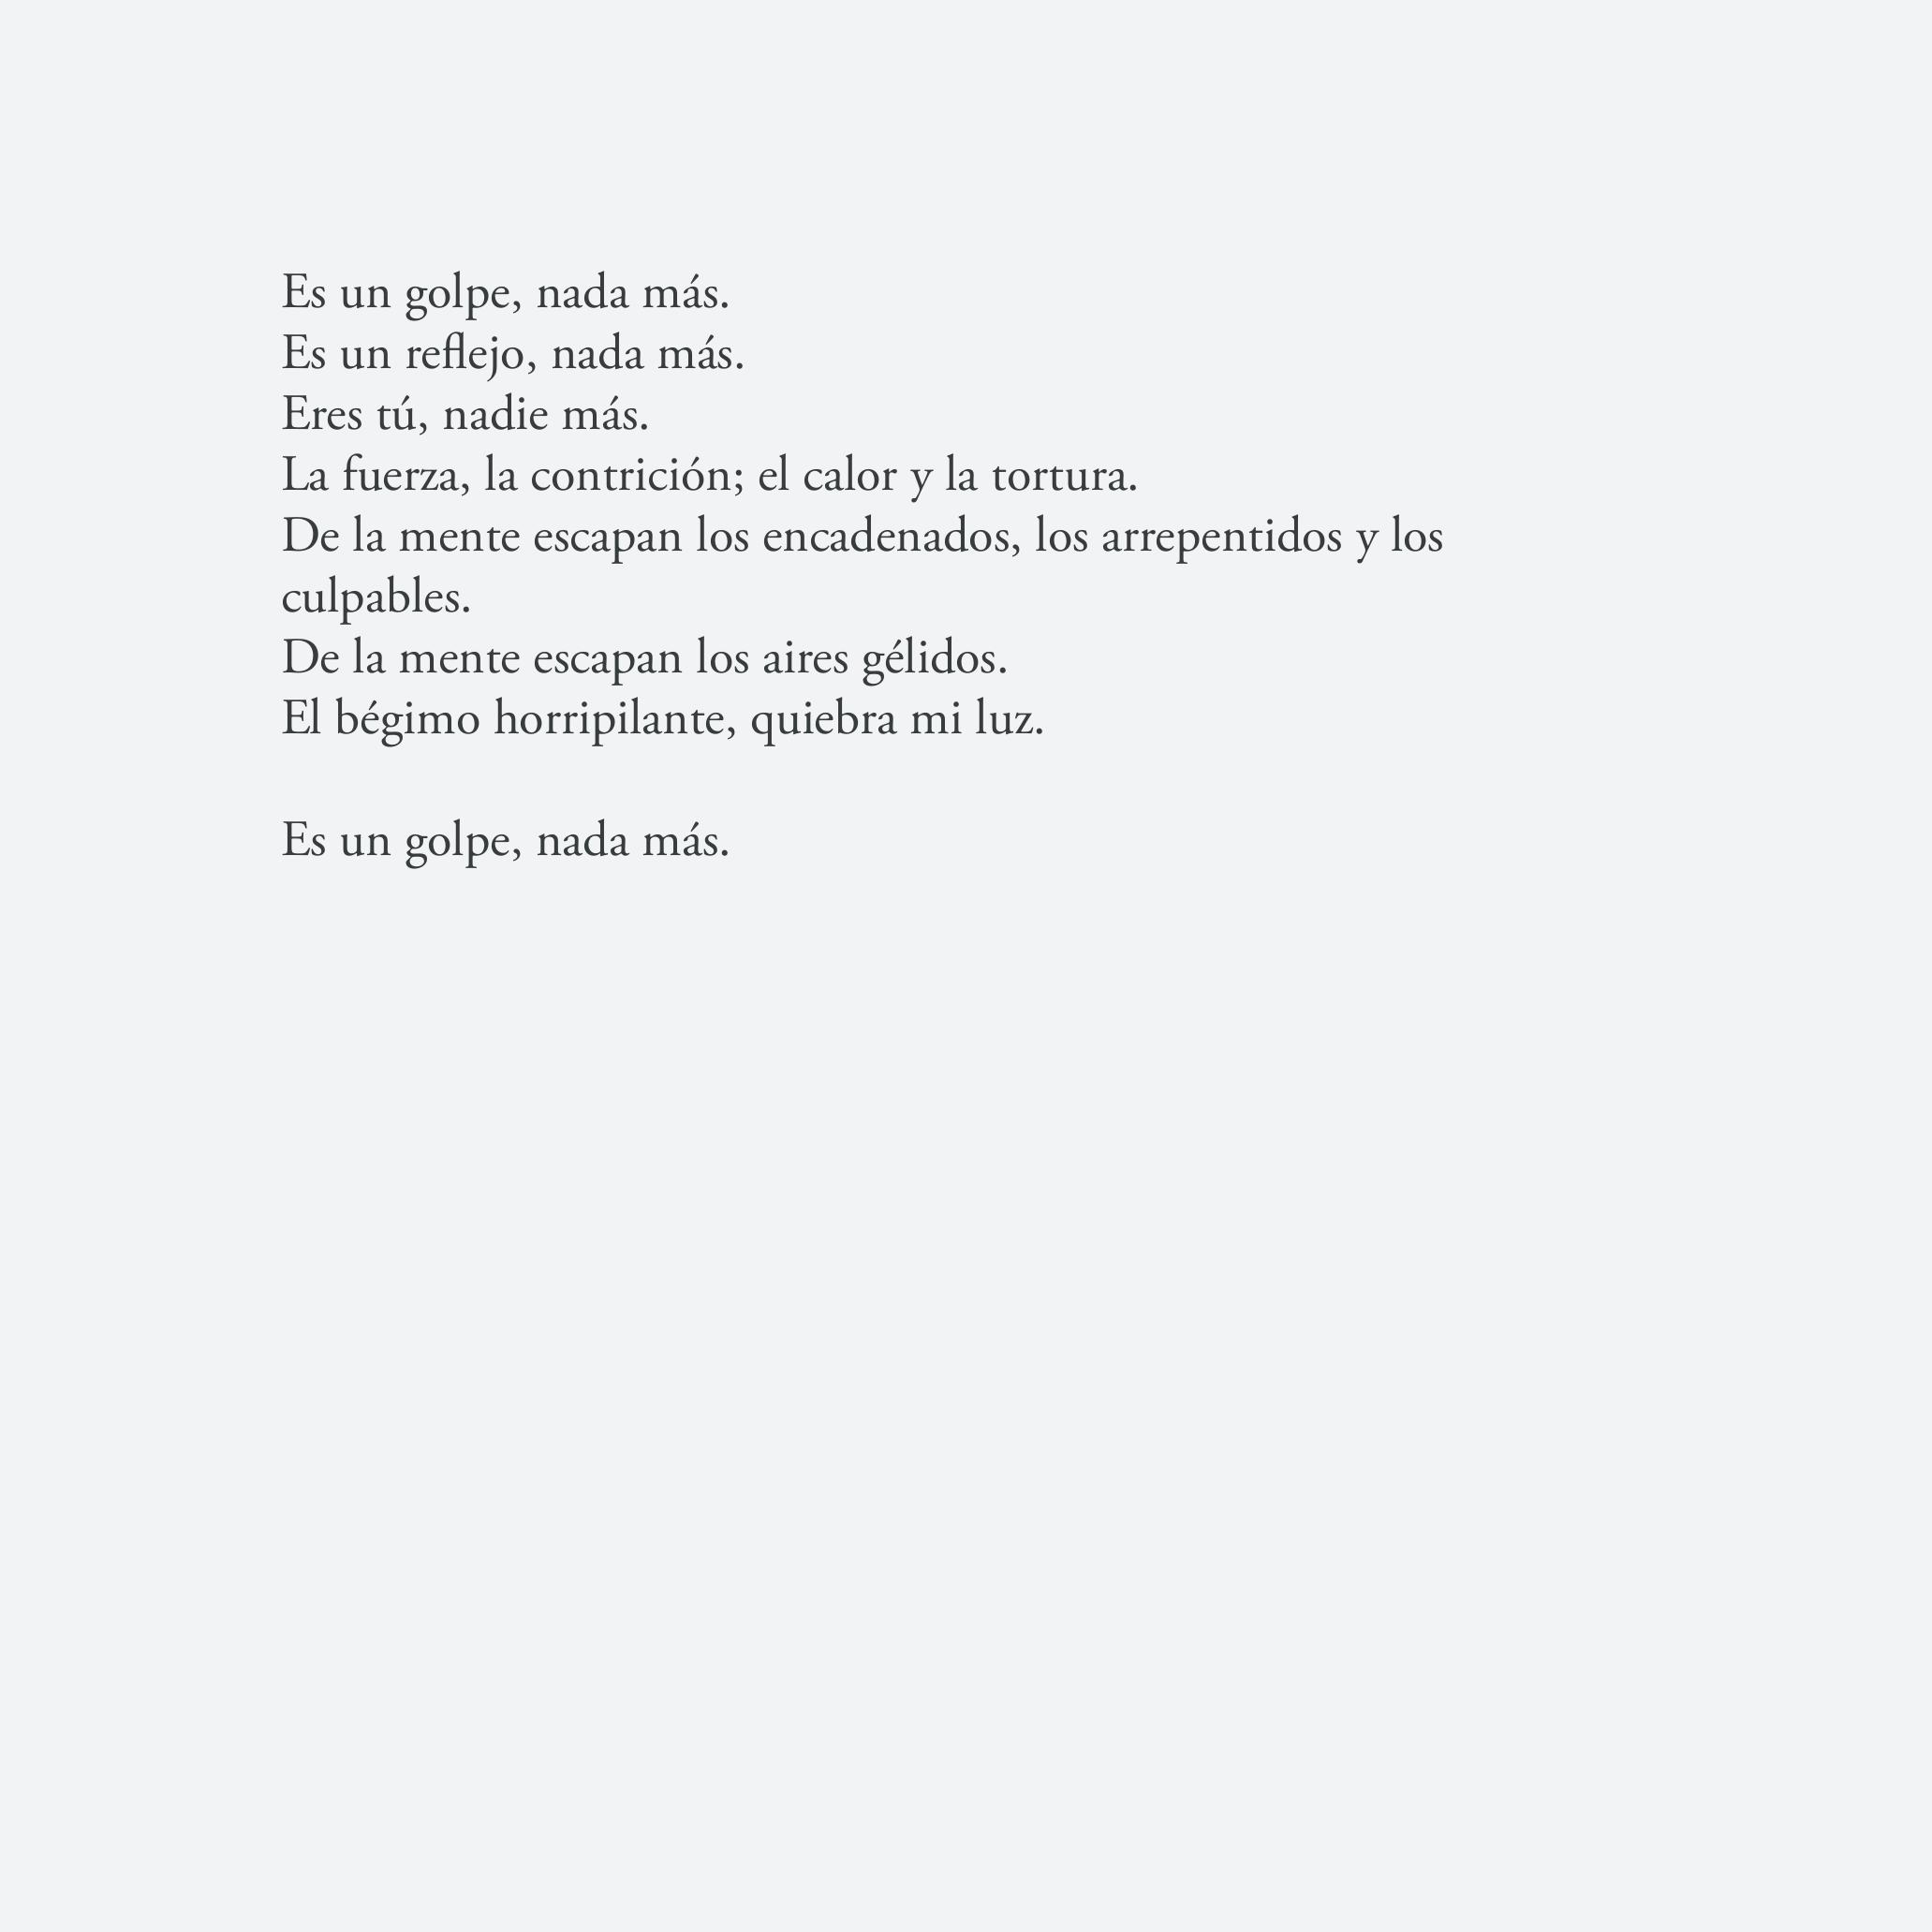 Es un golpe, nada más.
Es un reflejo, nada más.
Eres tú, nadie más.
La fuerza, la contrición; el calor y la tortura.
De la mente escapan los encadenados, los arrepentidos y los
culpables.
De la mente escapan los aires gélidos.
El bégimo horripilante, quiebra mi luz.

Es un golpe, nada más.